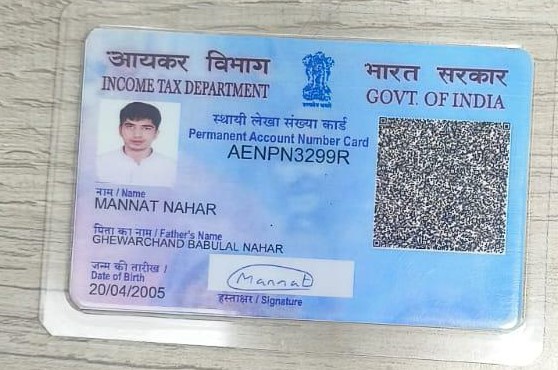 आयकर विभाग
INCOME TAX DEPARTMENT
भारत सरकार
GOVT. OF INDIA
स्थायी लेखा संख्या कार्ड
Permanent Account Number Card
AENPN3299R
नाम / Name
MANNAT NAHAR
पिता का नाम / Father's Name
GHEWARCHAND BABULAL NAHAR
जन्म की तारीख /
Date of Birth
20/04/2005
Mannat
हस्ताक्षर / Signature